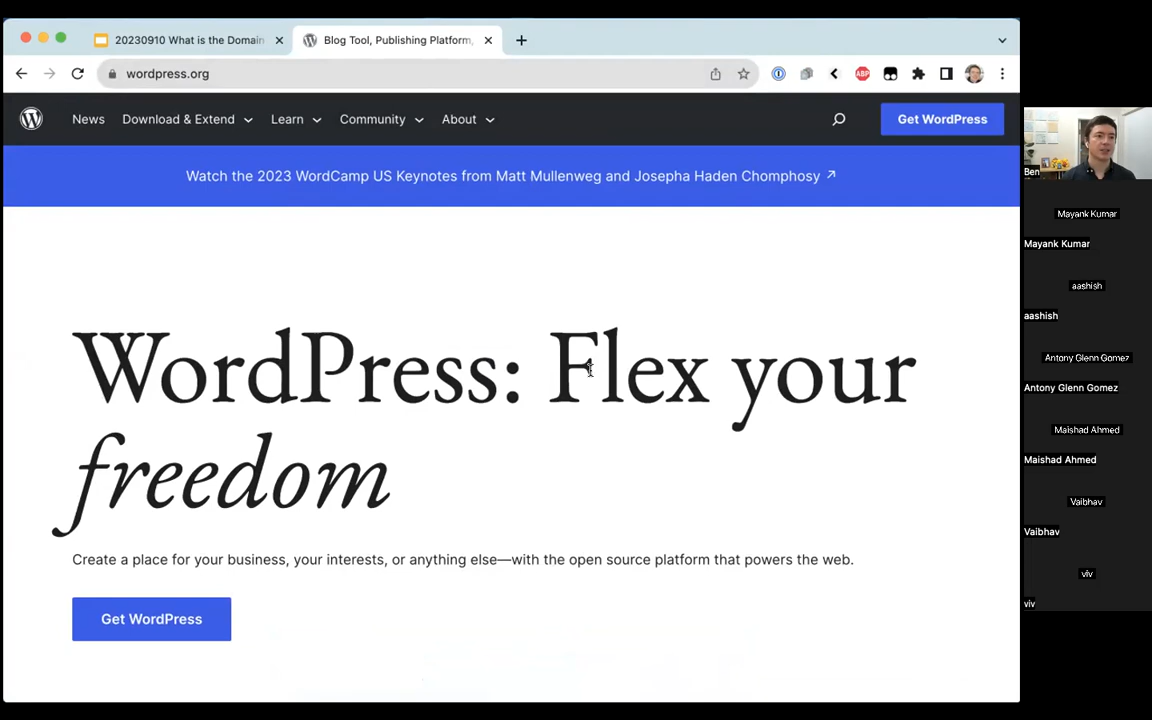 20230910 What is the Domain
Blog Tool, Publishing Platform,
wordpress.org
ABP
News
Download & Extend
Learn
Community
About
Get WordPress
Watch the 2023 WordCamp US Keynotes from Matt Mullenweg and Josepha Haden Chomphosy ↗
WordPress: Flex your
freedom
Create a place for your business, your interests, or anything else—with the open source platform that powers the web.
Get WordPress
Ben
Mayank Kumar
Mayank Kumar
aashish
aashish
Antony Glenn Gomez
Antony Glenn Gomez
Maishad Ahmed
Maishad Ahmed
Vaibhav
Vaibhav
viv
viv